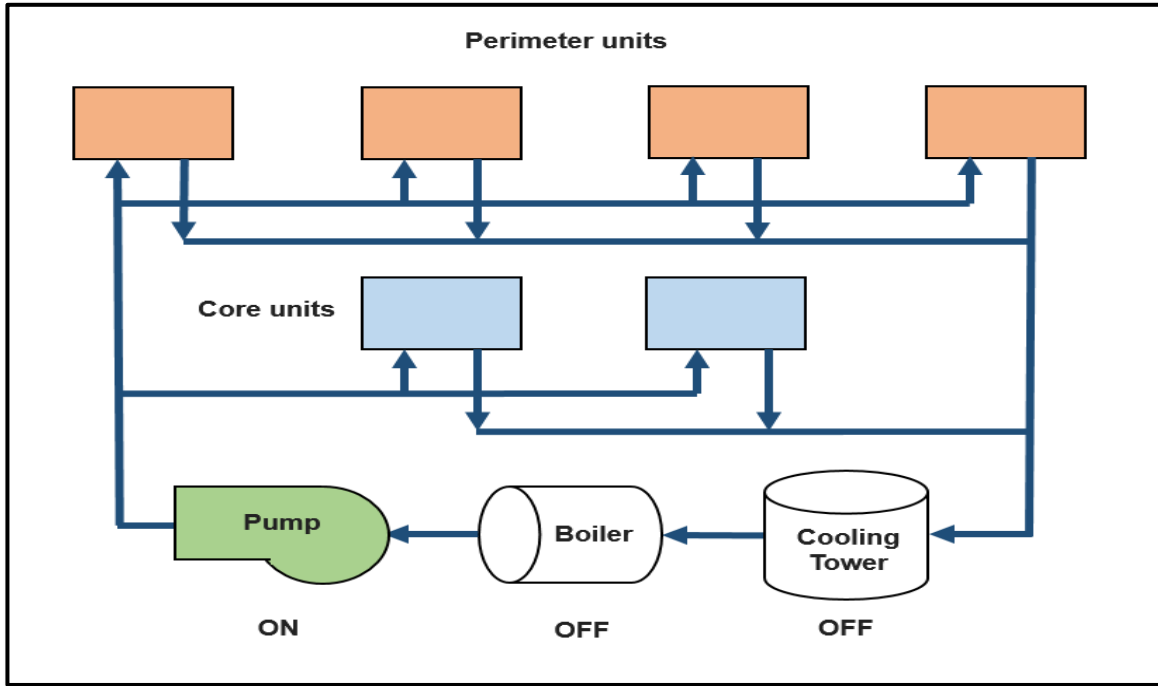 Perimeter units
Core units
Pump
Boiler
Cooling
Tower
ON
OFF
OFF